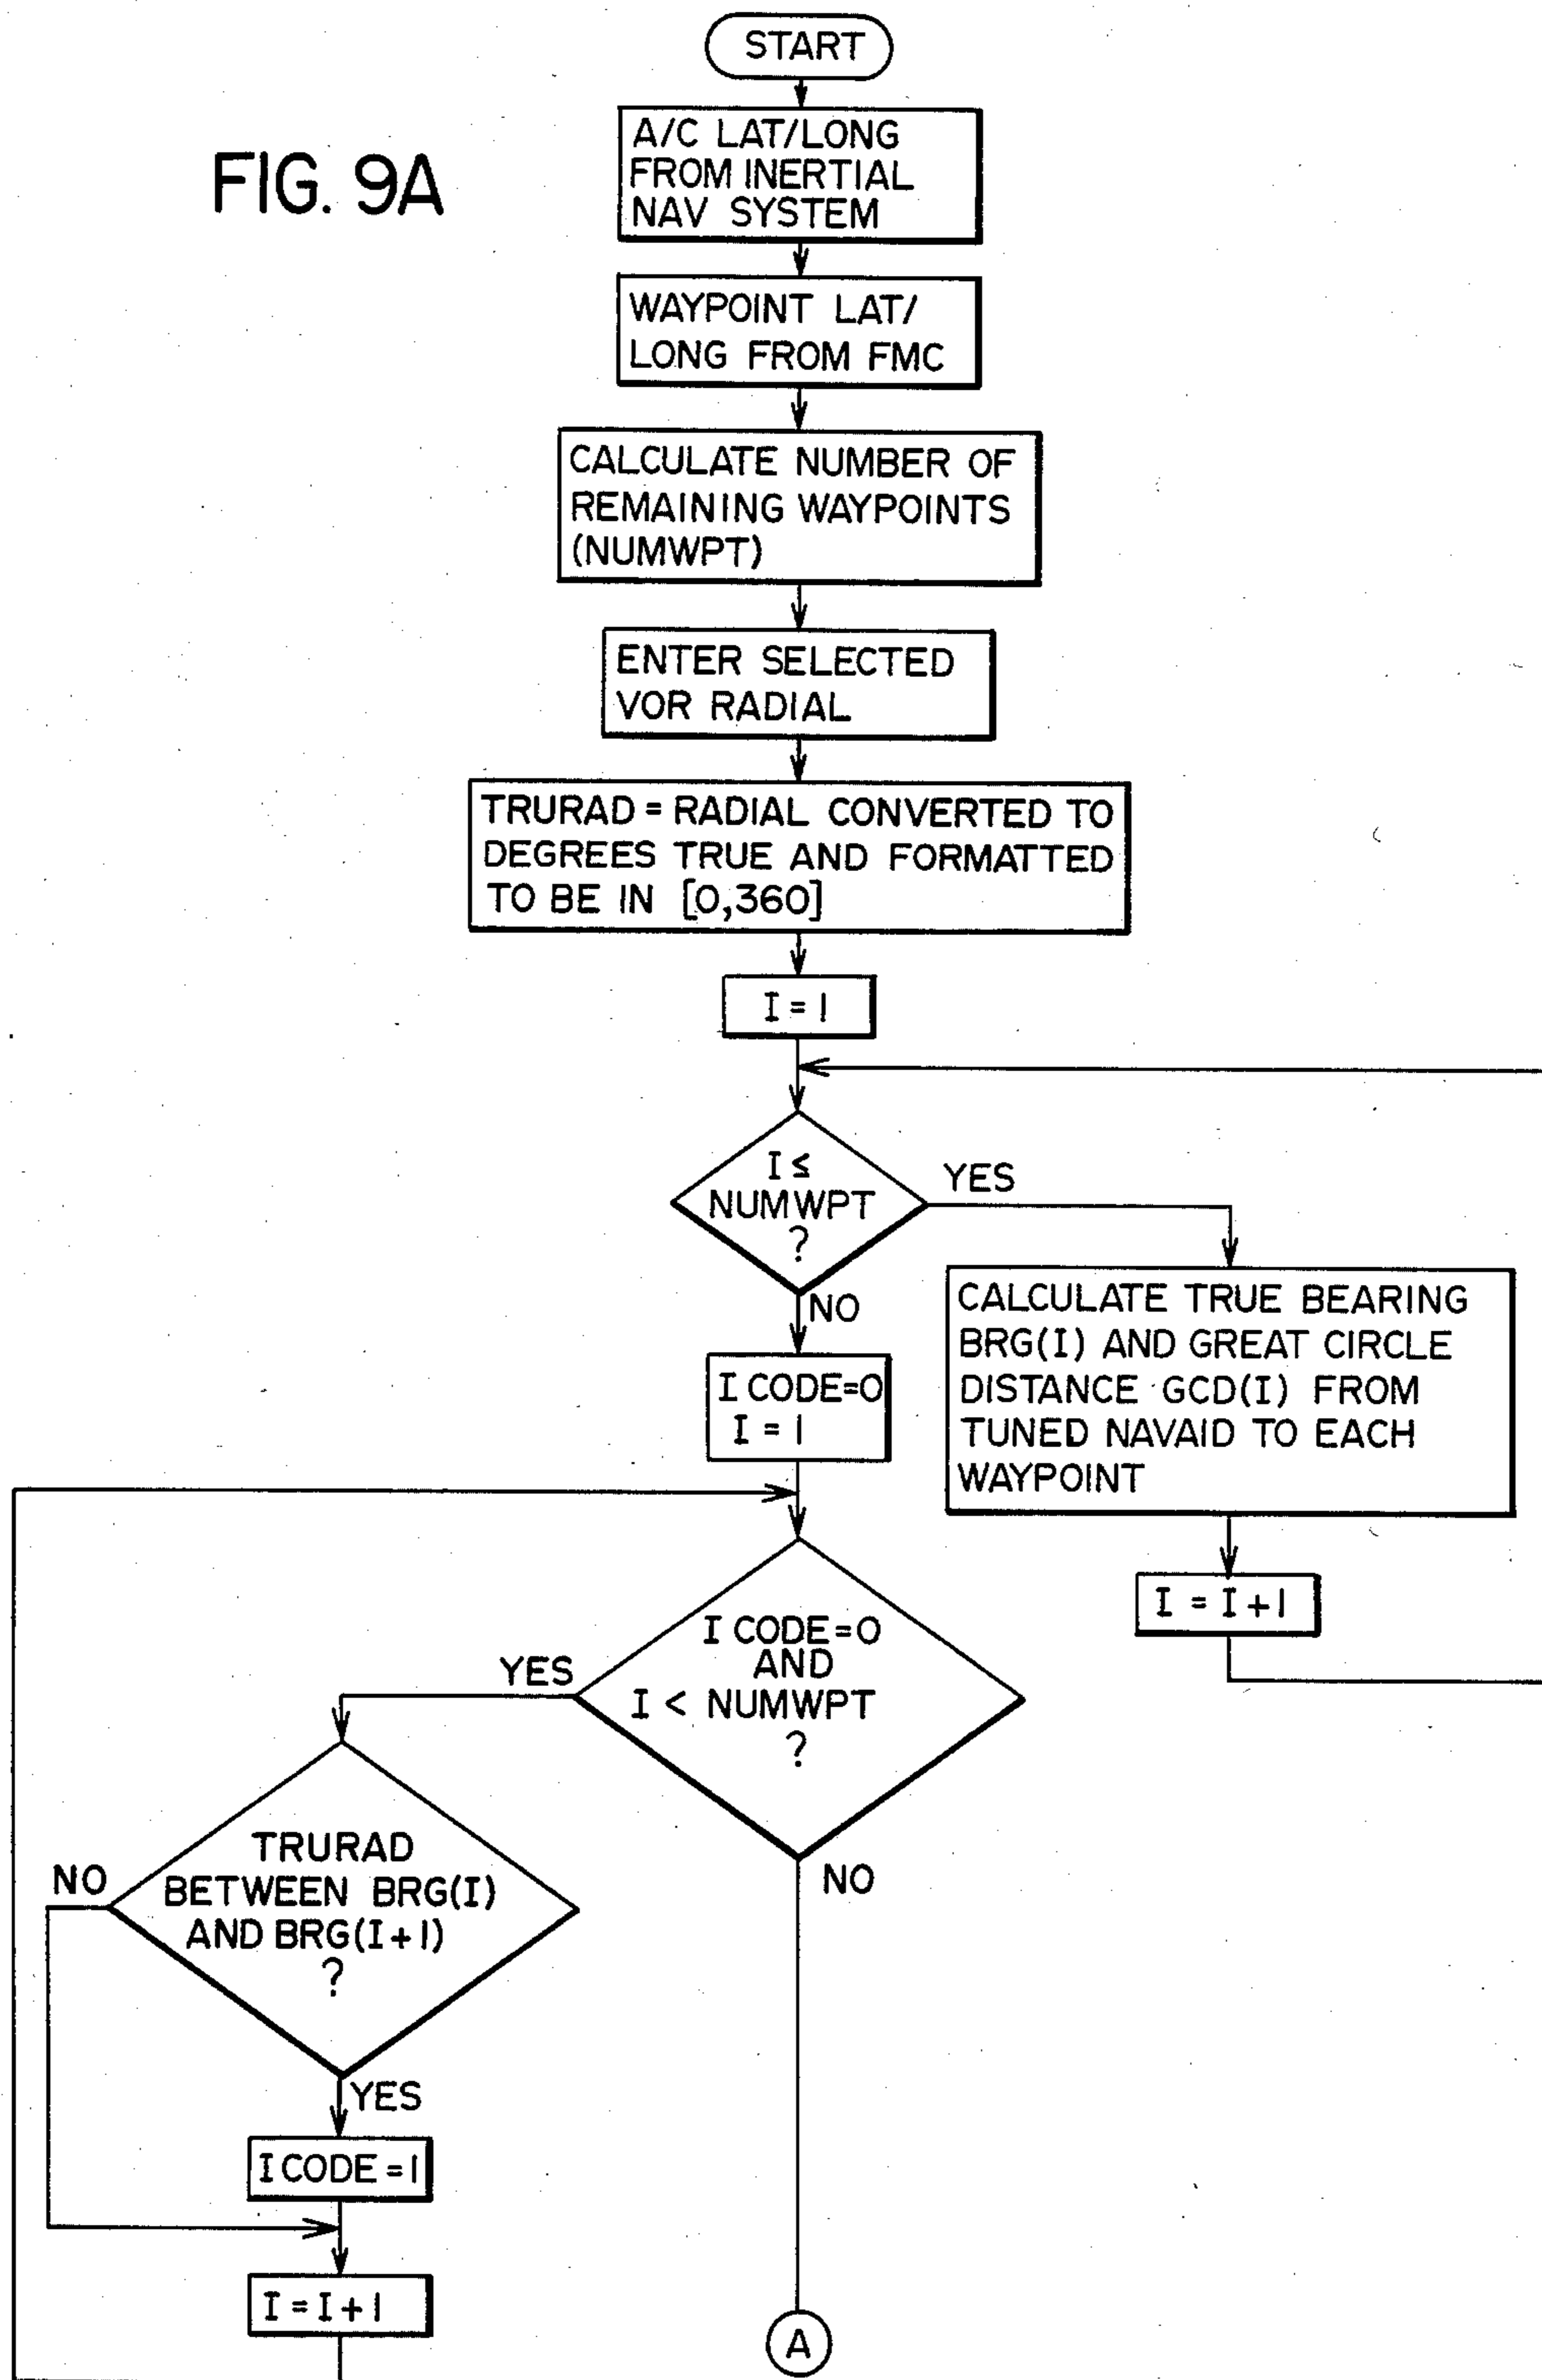 START
FIG. 9A
A/C LAT/LONG
FROM INERTIAL
NAV SYSTEM
WAYPOINT LAT/
LONG FROM FMC
CALCULATE NUMBER OF
REMAINING WAYPOINTS
(NUMWPT)
ENTER SELECTED
VOR RADIAL
TRURAD = RADIAL CONVERTED TO
DEGREES TRUE AND FORMATTED
TO BE IN [0,360]
I = 1
I ≤
NUMWPT
?
YES
NO
CALCULATE TRUE BEARING
BRG(I) AND GREAT CIRCLE
DISTANCE GCD(I) FROM
TUNED NAVAID TO EACH
WAYPOINT
I CODE=0
I = 1
I = I+1
I CODE=0
AND
I < NUMWPT
?
YES
NO
TRURAD
BETWEEN BRG(I)
AND BRG(I+1)
?
NO
YES
I CODE=1
I = I+1
A